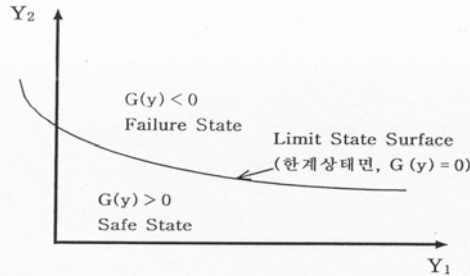 Y2
G(y)<0
Failure State
Limit State Surface
(한계상태면, G(y)=0)
G(y)>0
Safe State
Y1